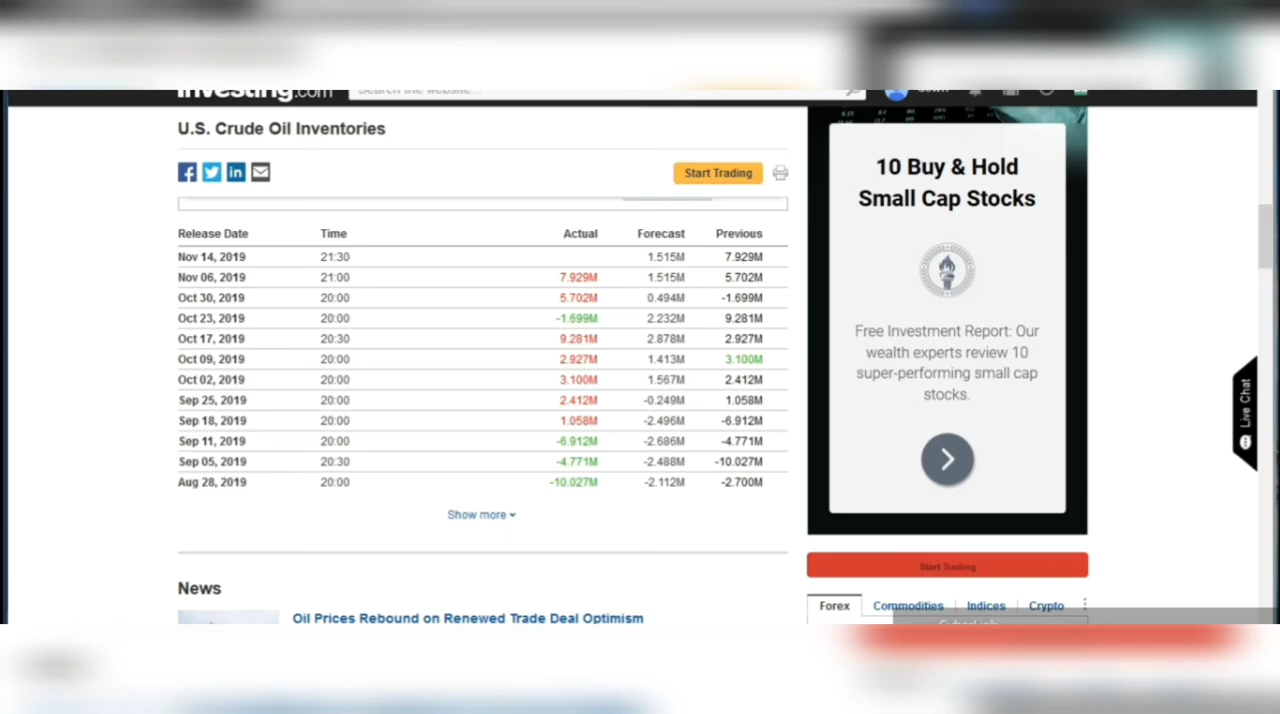 Investing.com
Search the website...
U.S. Crude Oil Inventories
Start Trading
Release Date Time Actual Forecast Previous
Nov 14, 2019 21:30 1.515M 7.929M
Nov 06, 2019 21:00 7.929M 1.515M 5.702M
Oct 30, 2019 20:00 5.702M 0.494M -1.699M
Oct 23, 2019 20:00 -1.699M 2.232M 9.281M
Oct 17, 2019 20:30 9.281M 2.878M 2.927M
Oct 09, 2019 20:00 2.927M 1.413M 3.100M
Oct 02, 2019 20:00 3.100M 1.567M 2.412M
Sep 25, 2019 20:00 2.412M -0.249M 1.058M
Sep 18, 2019 20:00 1.058M -2.496M -6.912M
Sep 11, 2019 20:00 -6.912M -2.686M -4.771M
Sep 05, 2019 20:30 -4.771M -2.488M -10.027M
Aug 28, 2019 20:00 -10.027M -2.112M -2.700M
Show more
News
Oil Prices Rebound on Renewed Trade Deal Optimism
10 Buy & Hold
Small Cap Stocks
Free Investment Report: Our
wealth experts review 10
super-performing small cap
stocks.
Start Trading
Forex Commodities Indices Crypto
CyberLink
Live Chat